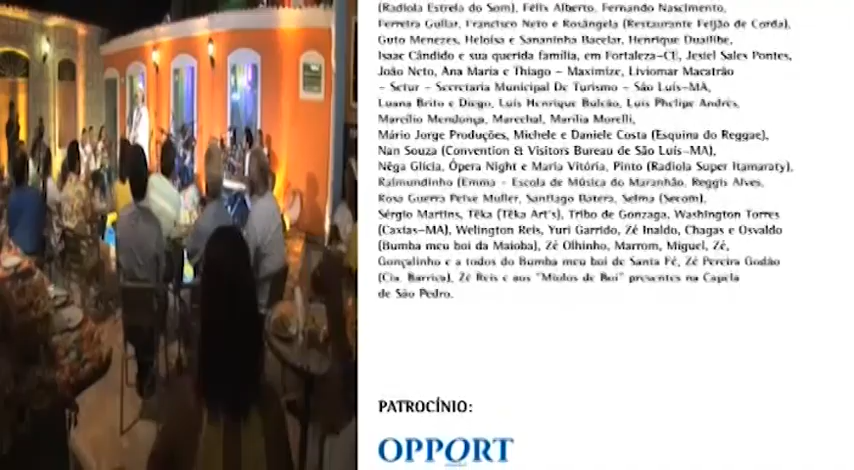 (Radiola Estrela do Som), Félix Alberto, Fernando Nascimento,
Ferreira Gullar, Francisco Neto e Rosângela (Restaurante Feijão de Corda),
Guto Menezes, Heloísa e Sananinha Bacelar, Henrique Duailibe,
Isaac Cândido e sua querida família, em Fortaleza-CE, Jesiel Sales Pontes,
João Neto, Ana Maria e Thiago - Maximize, Liviomar Macatrão
- Setur - Secretaria Municipal De Turismo - São Luís-MA,
Luana Brito e Diego, Luís Henrique Bulcão, Luís Phelipe Andrés,
Marcílio Mendonça, Marechal, Marília Morelli,
Mário Jorge Produções, Michele e Daniele Costa (Esquina do Reggae),
Nan Souza (Convention & Visitors Bureau de São Luís-MA),
Nêga Glícia, Ópera Night e Maria Vitória, Pinto (Radiola Super Itamaraty),
Raimundinho (Emma - Escola de Música do Maranhão, Reggis Alves,
Rosa Guerra Peixe Muller, Santiago Batera, Selma (Secom),
Sérgio Martins, Têka (Têka Art's), Tribo de Gonzaga, Washington Torres
(Caxias-MA), Welington Reis, Yuri Garrido, Zé Inaldo, Chagas e Osvaldo
(Bumba meu boi da Maioba), Zé Olhinho, Marrom, Miguel, Zé,
Gonçalinho e a todos do Bumba meu boi de Santa Fé, Zé Pereira Godão
(Cia. Barrica), Zé Reis e aos "Miolos de Boi" presentes na Capela
de São Pedro.
PATROCÍNIO:
OPPORT